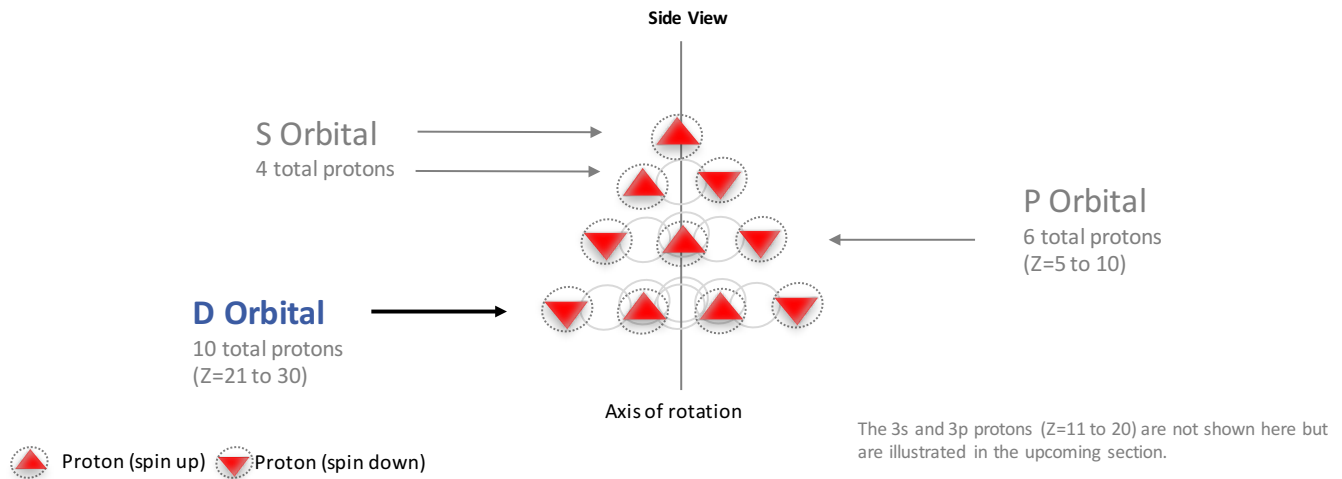 Side View
S Orbital
4 total protons
P Orbital
6 total protons
(Z=5 to 10)
D Orbital
10 total protons
(Z=21 to 30)
Axis of rotation
The 3s and 3p protons (Z=11 to 20) are not shown here but
are illustrated in the upcoming section.
Proton (spin up) Proton (spin down)